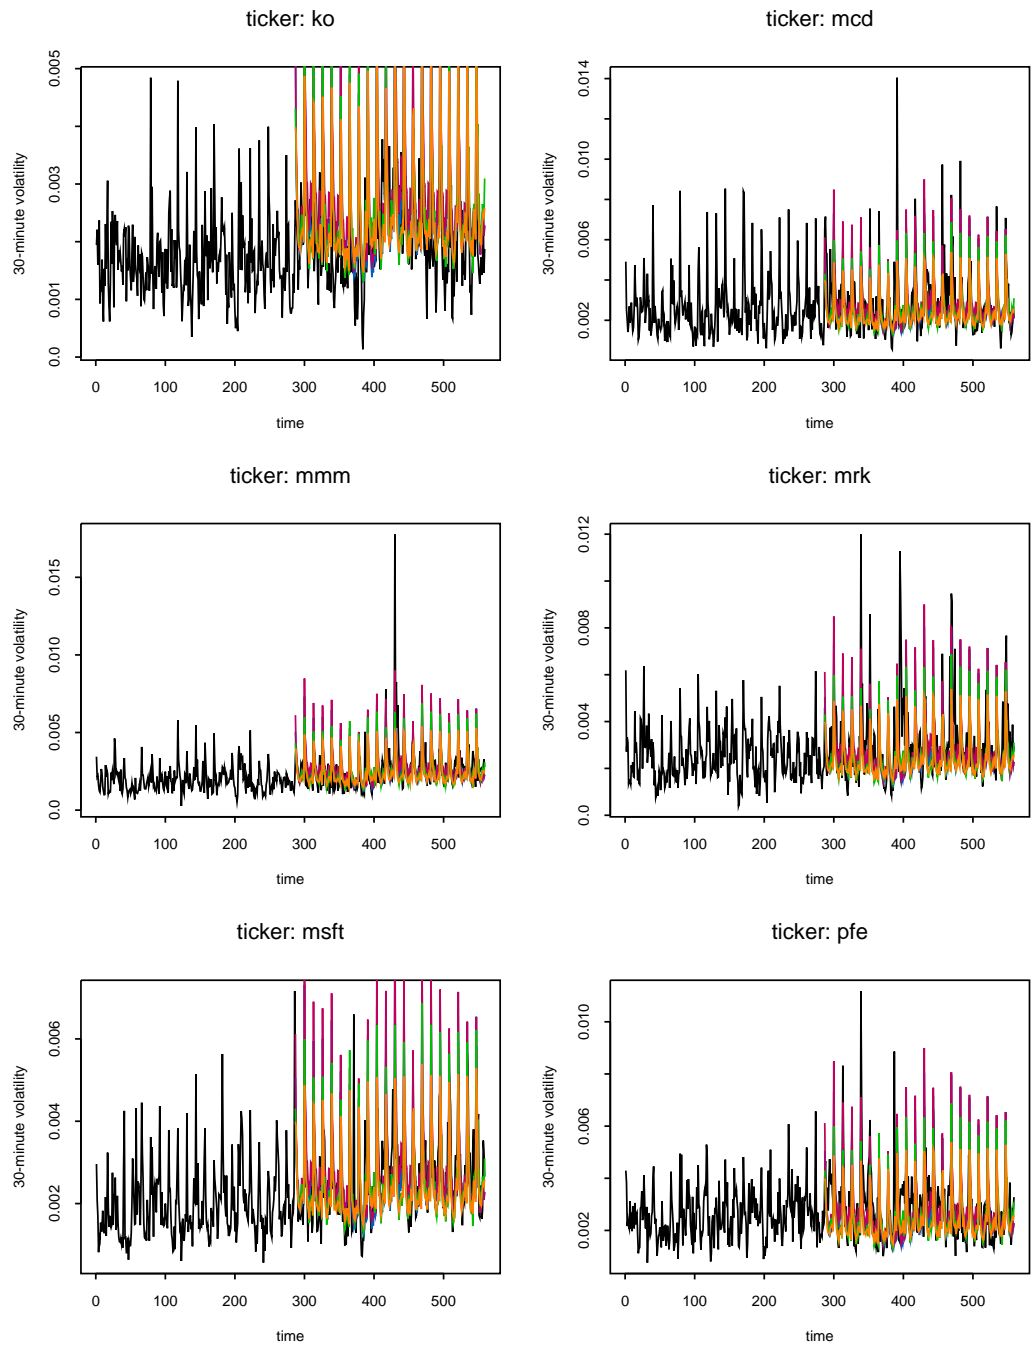 ticker: ko
30-minute volatility
0.0 0.001 0.003 0.005
0 100 200 300 400 500
time
ticker: mcd
30-minute volatility
0.002 0.006 0.010 0.014
0 100 200 300 400 500
time
ticker: mmm
30-minute volatility
0.0 0.005 0.010 0.015
0 100 200 300 400 500
time
ticker: mrk
30-minute volatility
0.0 0.004 0.008 0.012
0 100 200 300 400 500
time
ticker: msft
30-minute volatility
0.002 0.004 0.006
0 100 200 300 400 500
time
ticker: pfe
30-minute volatility
0.002 0.006 0.010
0 100 200 300 400 500
time